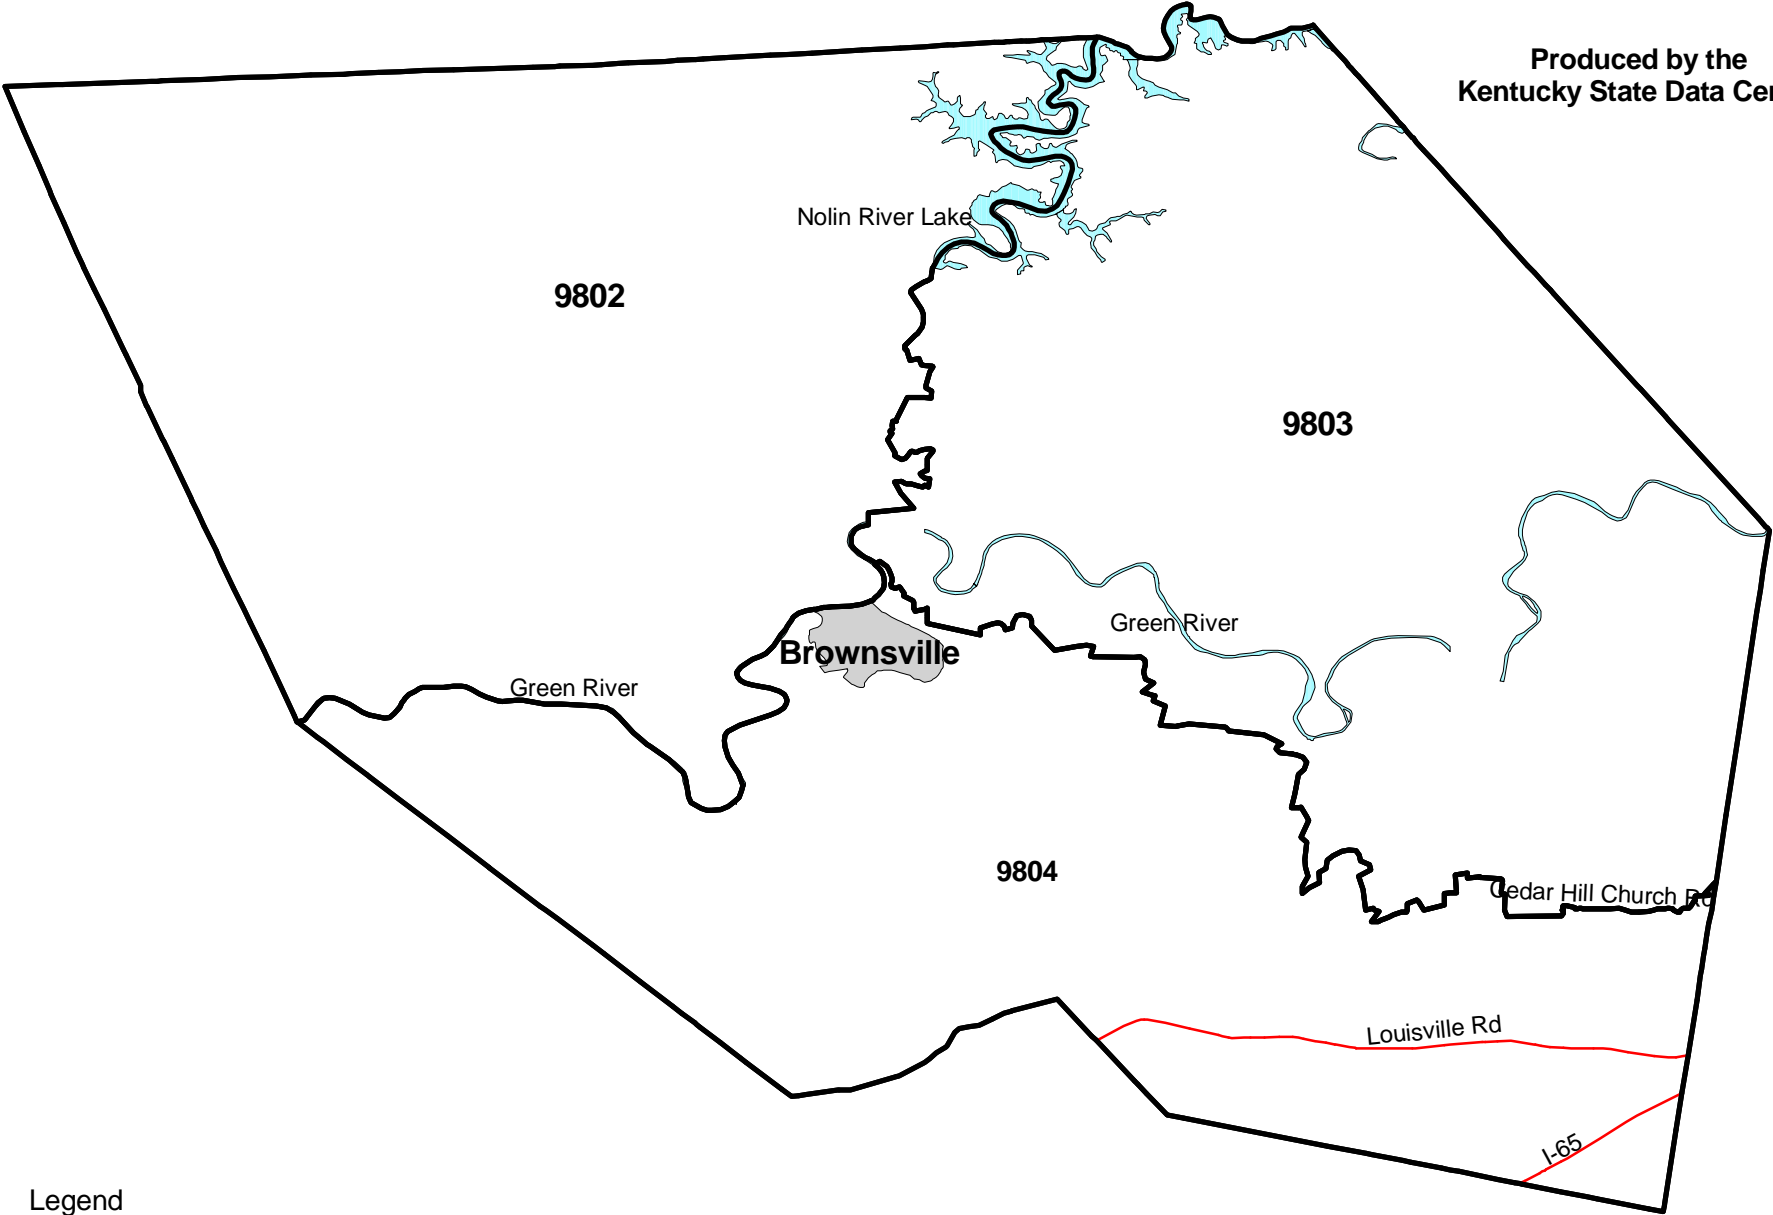 Produced by the
Kentucky State Data Cen
Nolin River Lake
9802
9803
Green River
Brownsville
Green River
9804
Cedar Hill Church Rd
Louisville Rd
I-65
Legend